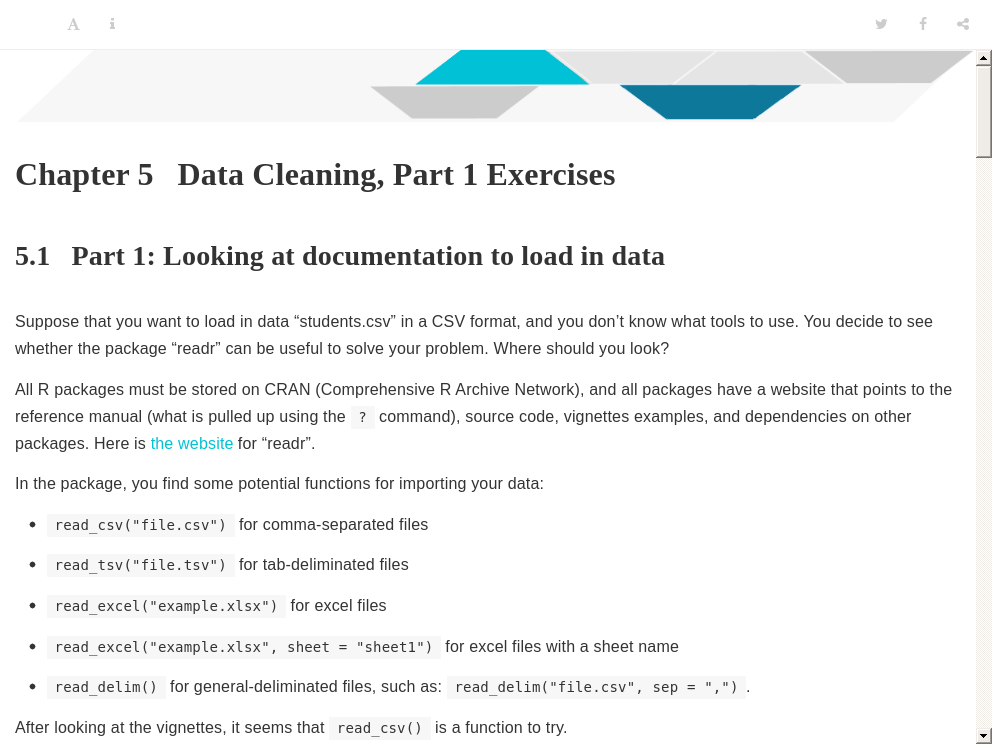 Chapter 5 Data Cleaning, Part 1 Exercises
5.1 Part 1: Looking at documentation to load in data
Suppose that you want to load in data “students.csv” in a CSV format, and you don’t know what tools to use. You decide to see
whether the package “readr” can be useful to solve your problem. Where should you look?
All R packages must be stored on CRAN (Comprehensive R Archive Network), and all packages have a website that points to the
reference manual (what is pulled up using the ? command), source code, vignettes examples, and dependencies on other
packages. Here is the website for “readr”.
In the package, you find some potential functions for importing your data:
• read_csv("file.csv") for comma-separated files
• read_tsv("file.tsv") for tab-deliminated files
• read_excel("example.xlsx") for excel files
• read_excel("example.xlsx", sheet = "sheet1") for excel files with a sheet name
• read_delim() for general-deliminated files, such as: read_delim("file.csv", sep = ",").
After looking at the vignettes, it seems that read_csv() is a function to try.